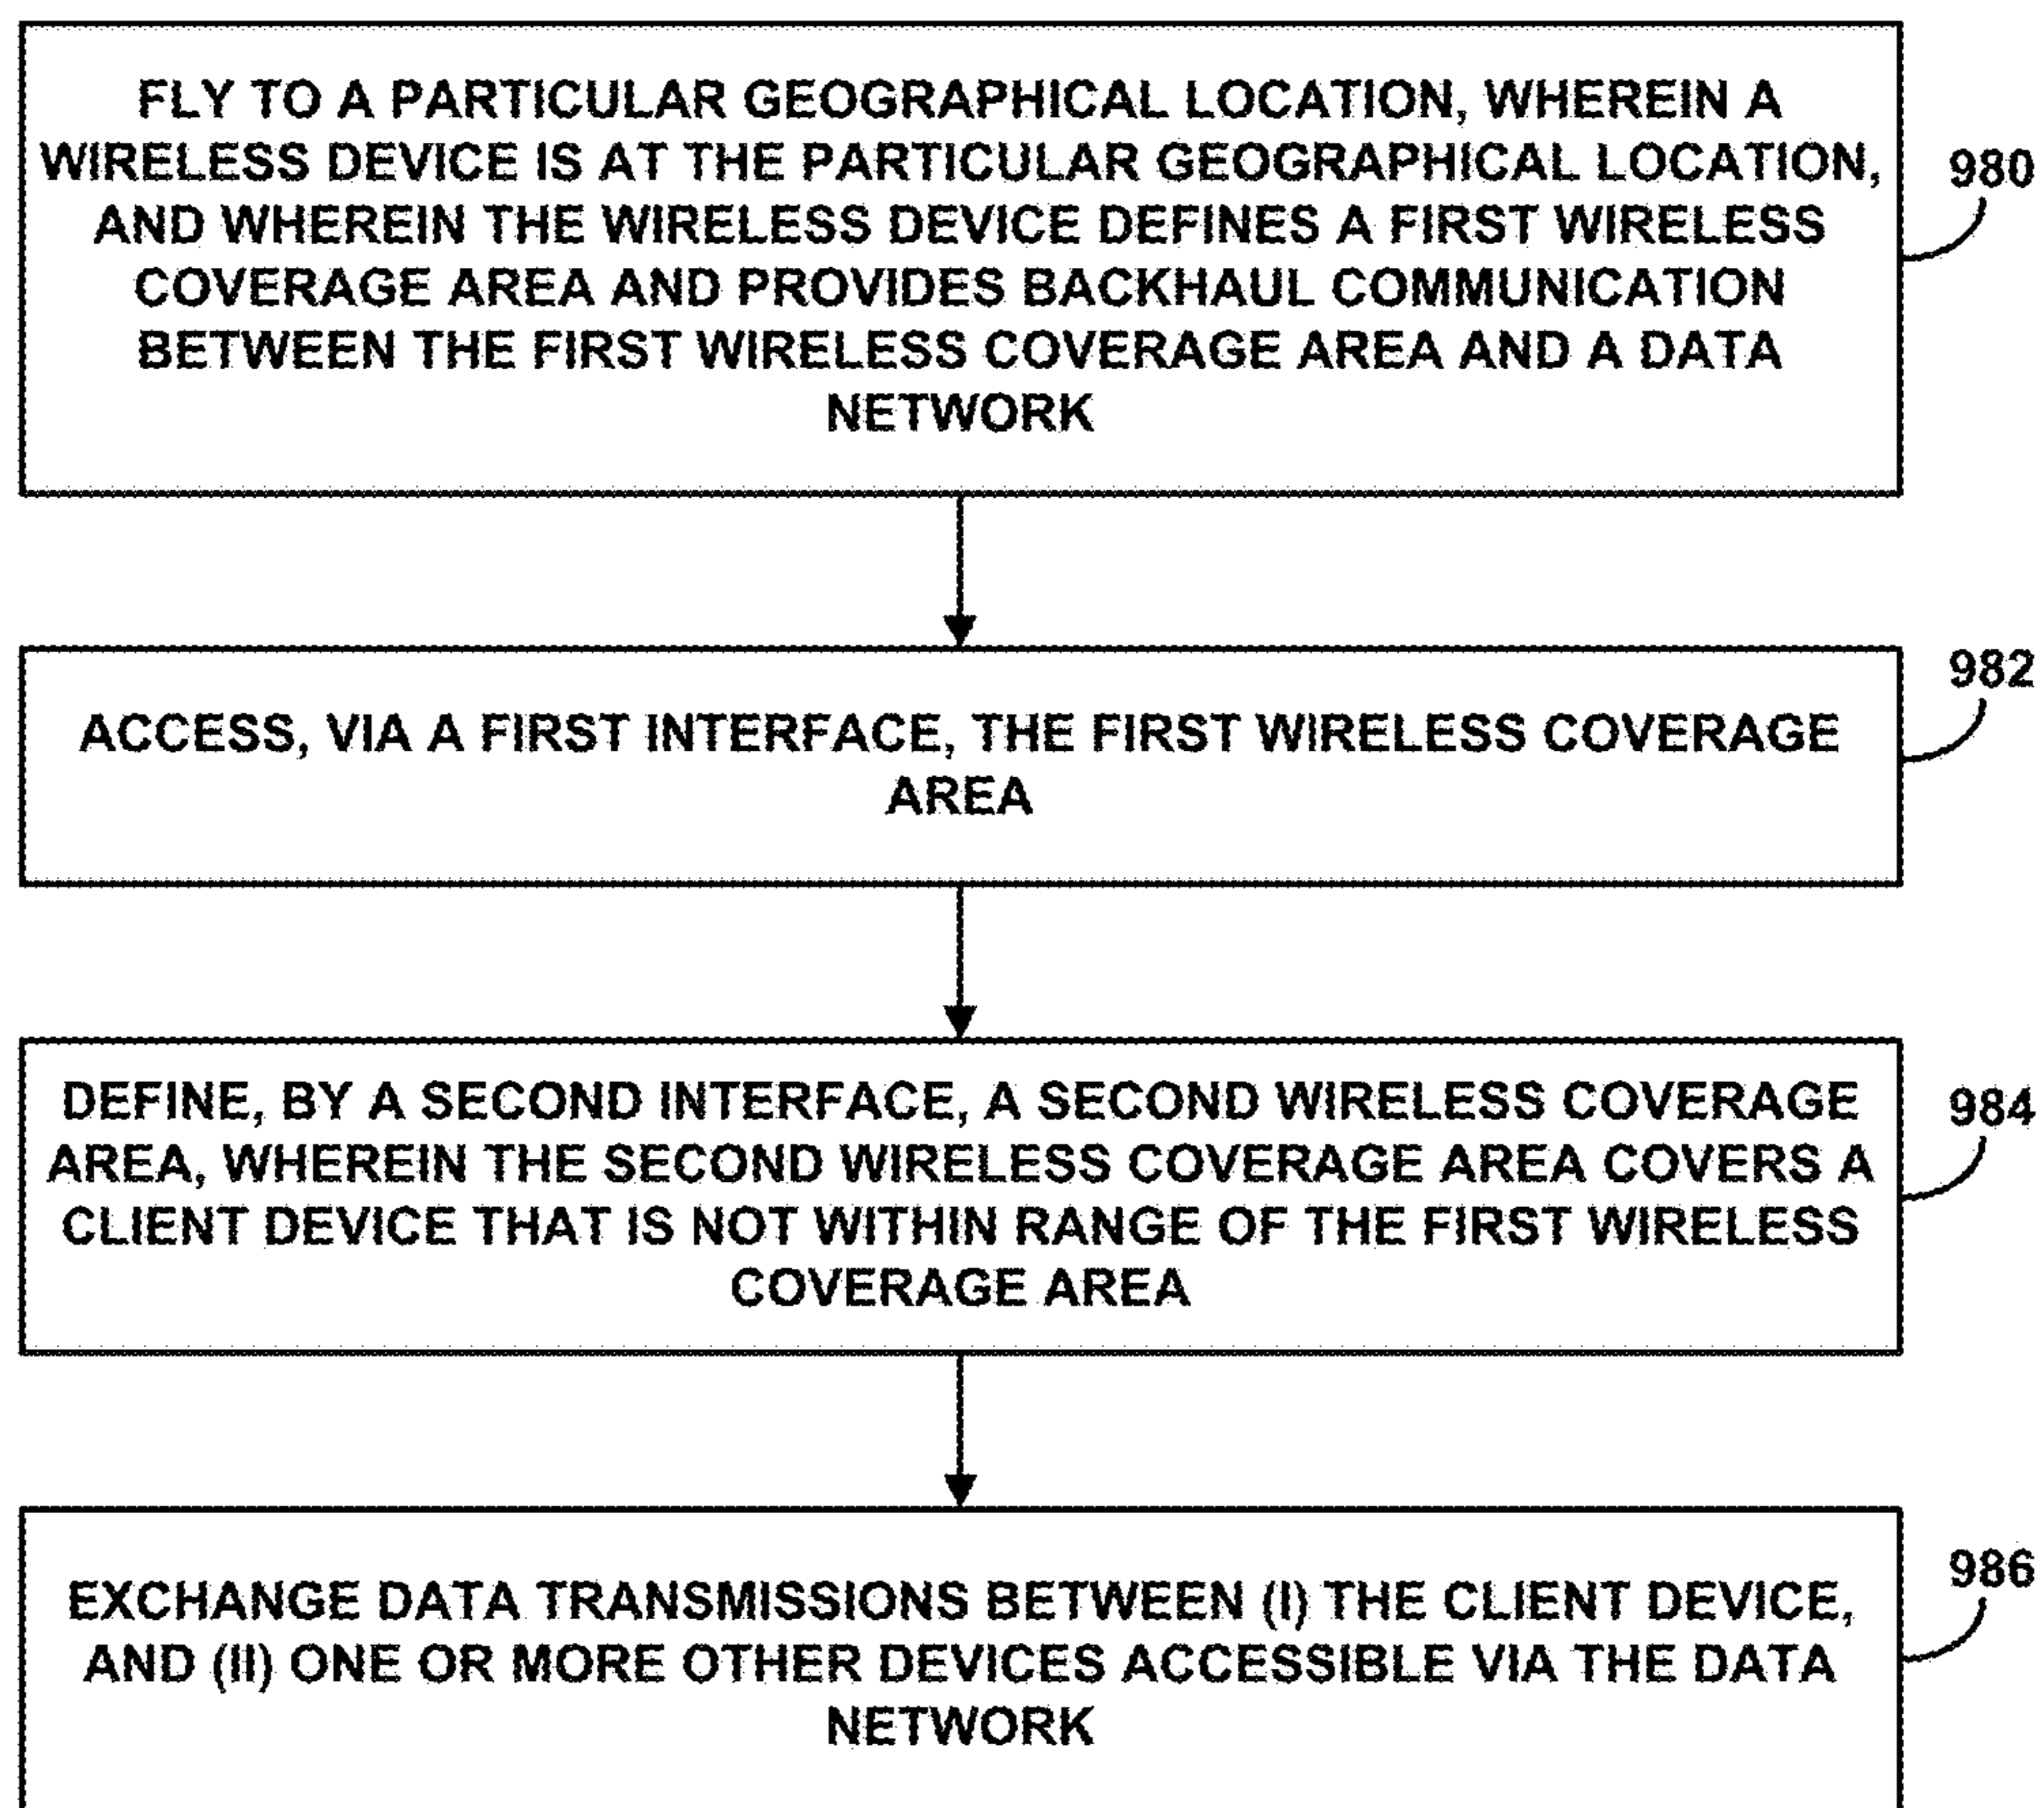 FLY TO A PARTICULAR GEOGRAPHICAL LOCATION, WHEREIN A
WIRELESS DEVICE IS AT THE PARTICULAR GEOGRAPHICAL LOCATION,
AND WHEREIN THE WIRELESS DEVICE DEFINES A FIRST WIRELESS
COVERAGE AREA AND PROVIDES BACKHAUL COMMUNICATION
BETWEEN THE FIRST WIRELESS COVERAGE AREA AND A DATA
NETWORK
980
ACCESS, VIA A FIRST INTERFACE, THE FIRST WIRELESS COVERAGE
AREA
982
DEFINE, BY A SECOND INTERFACE, A SECOND WIRELESS COVERAGE
AREA, WHEREIN THE SECOND WIRELESS COVERAGE AREA COVERS A
CLIENT DEVICE THAT IS NOT WITHIN RANGE OF THE FIRST WIRELESS
COVERAGE AREA
984
EXCHANGE DATA TRANSMISSIONS BETWEEN (I) THE CLIENT DEVICE,
AND (II) ONE OR MORE OTHER DEVICES ACCESSIBLE VIA THE DATA
NETWORK
986